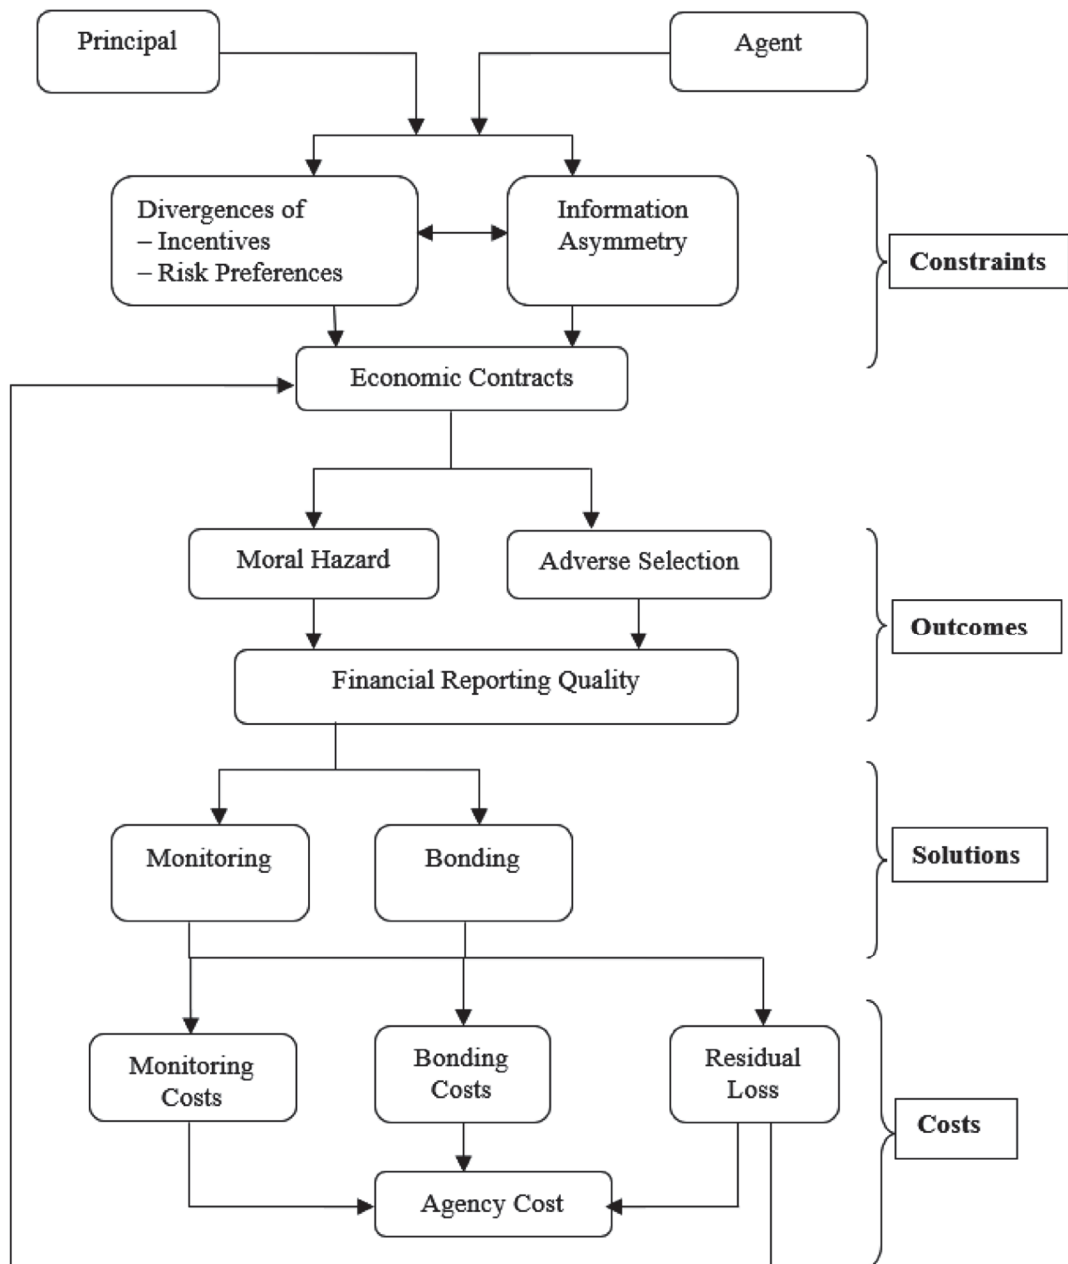 Principal
Agent
Divergences of
– Incentives
– Risk Preferences
Information
Asymmetry
Constraints
Economic Contracts
Moral Hazard
Adverse Selection
Outcomes
Financial Reporting Quality
Monitoring
Bonding
Solutions
Monitoring
Costs
Bonding
Costs
Residual
Loss
Costs
Agency Cost